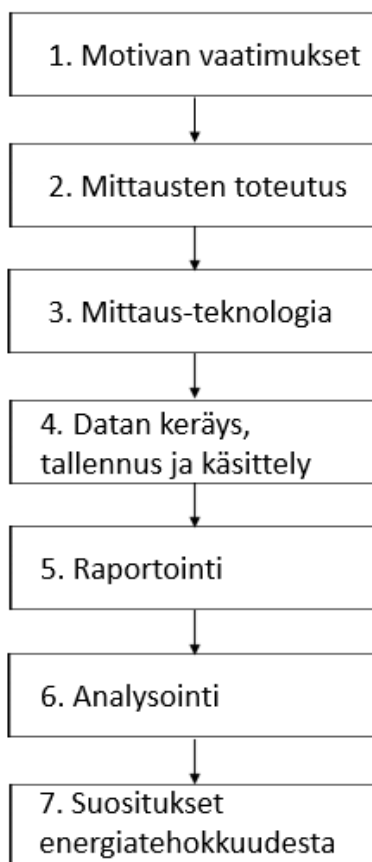 1. Motivan vaatimukset
2. Mittausten toteutus
3. Mittaus-teknologia
4. Datan keräys,
tallennus ja käsittely
5. Raportointi
6. Analysointi
7. Suositukset
energiatehokkuudesta